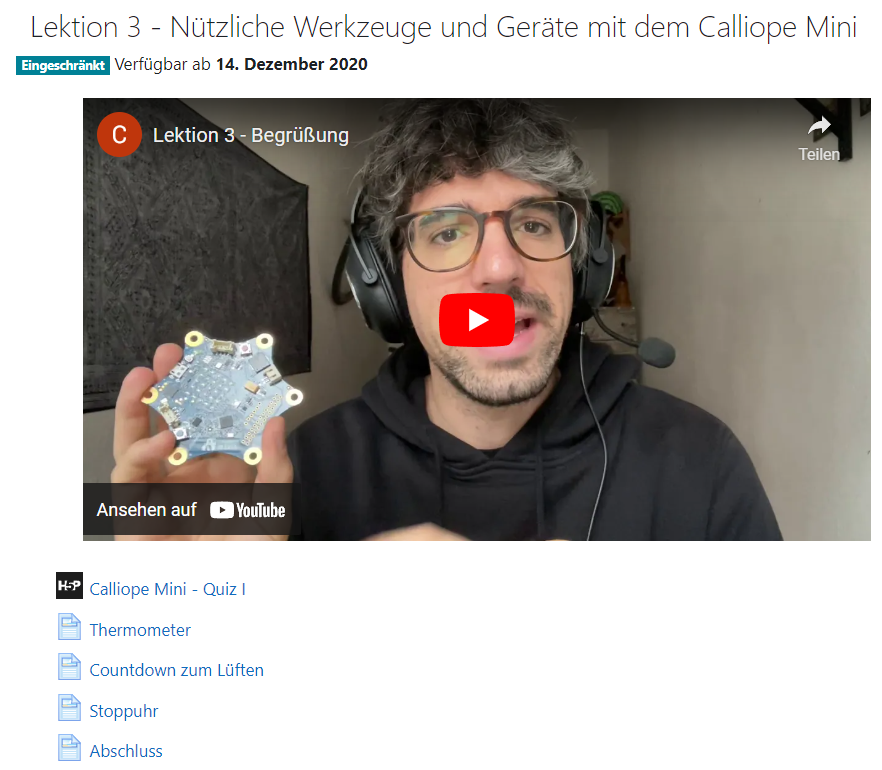 Lektion 3 - Nützliche Werkzeuge und Geräte mit dem Calliope Mini
Eingeschränkt Verfügbar ab 14. Dezember 2020
C Lektion 3 - Begrüßung
Teilen
Ansehen auf YouTube
H5P Calliope Mini - Quiz I
Thermometer
Countdown zum Lüften
Stoppuhr
Abschluss